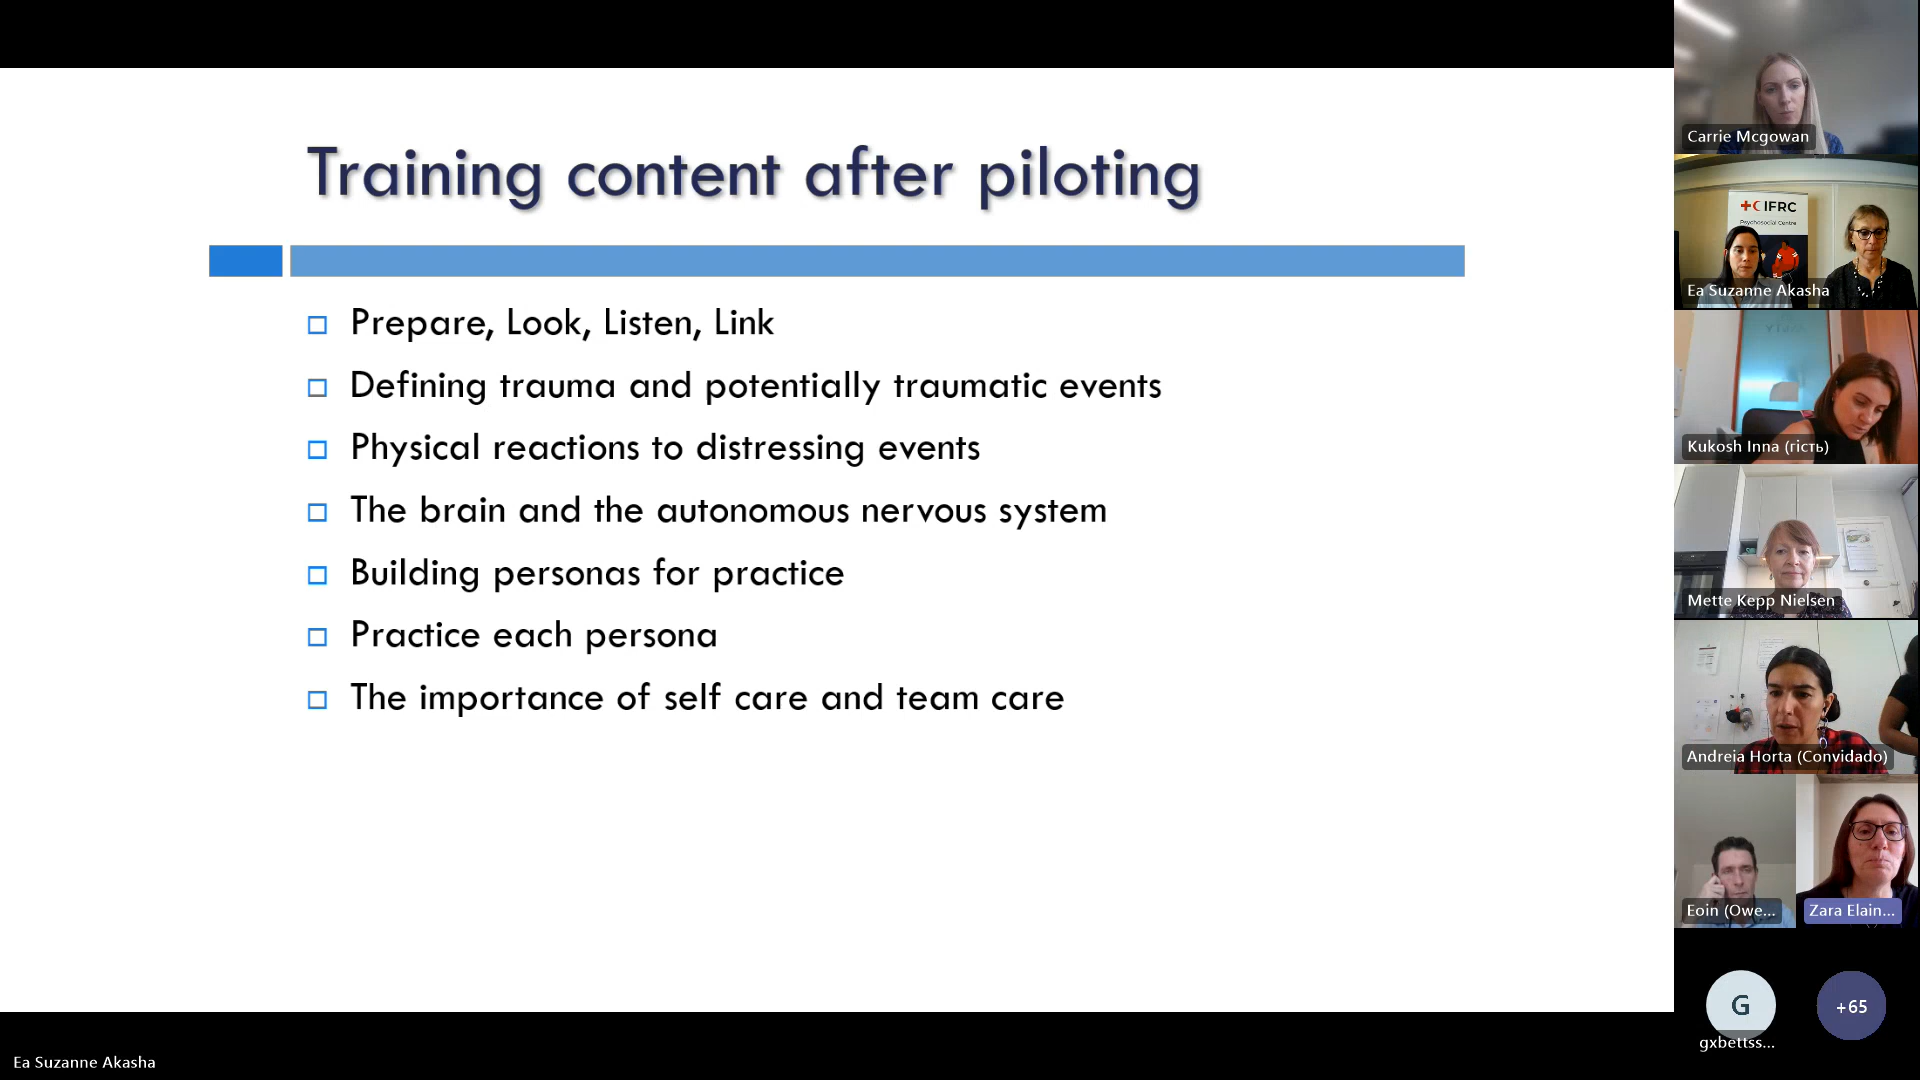 Training content after piloting
Prepare, Look, Listen, Link
Defining trauma and potentially traumatic events
Physical reactions to distressing events
The brain and the autonomous nervous system
Building personas for practice
Practice each persona
The importance of self care and team care
Ea Suzanne Akasha
Carrie Mcgowan
IFRC
Psychosocial Centre
Ea Suzanne Akasha
Kukosh Inna (гість)
Mette Kepp Nielsen
Andreia Horta (Convidado)
Eoin (Owe...
Zara Elain...
G
gxbettss...
+65